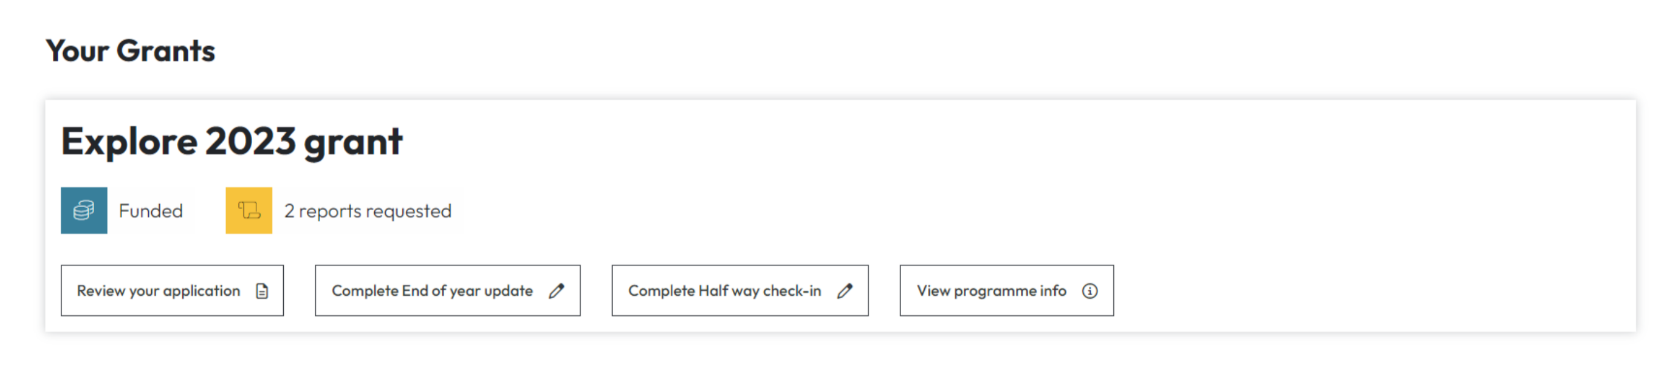 Your Grants
Explore 2023 grant
Funded
2 reports requested
Review your application
Complete End of year update
Complete Half way check-in
View programme info